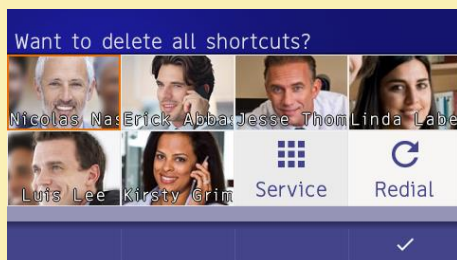 Want to delete all shortcuts?
Nicolas Nas Erick Abbas Jesse Thom Linda Labe
Luis Lee Kirsty Grim Service Redial